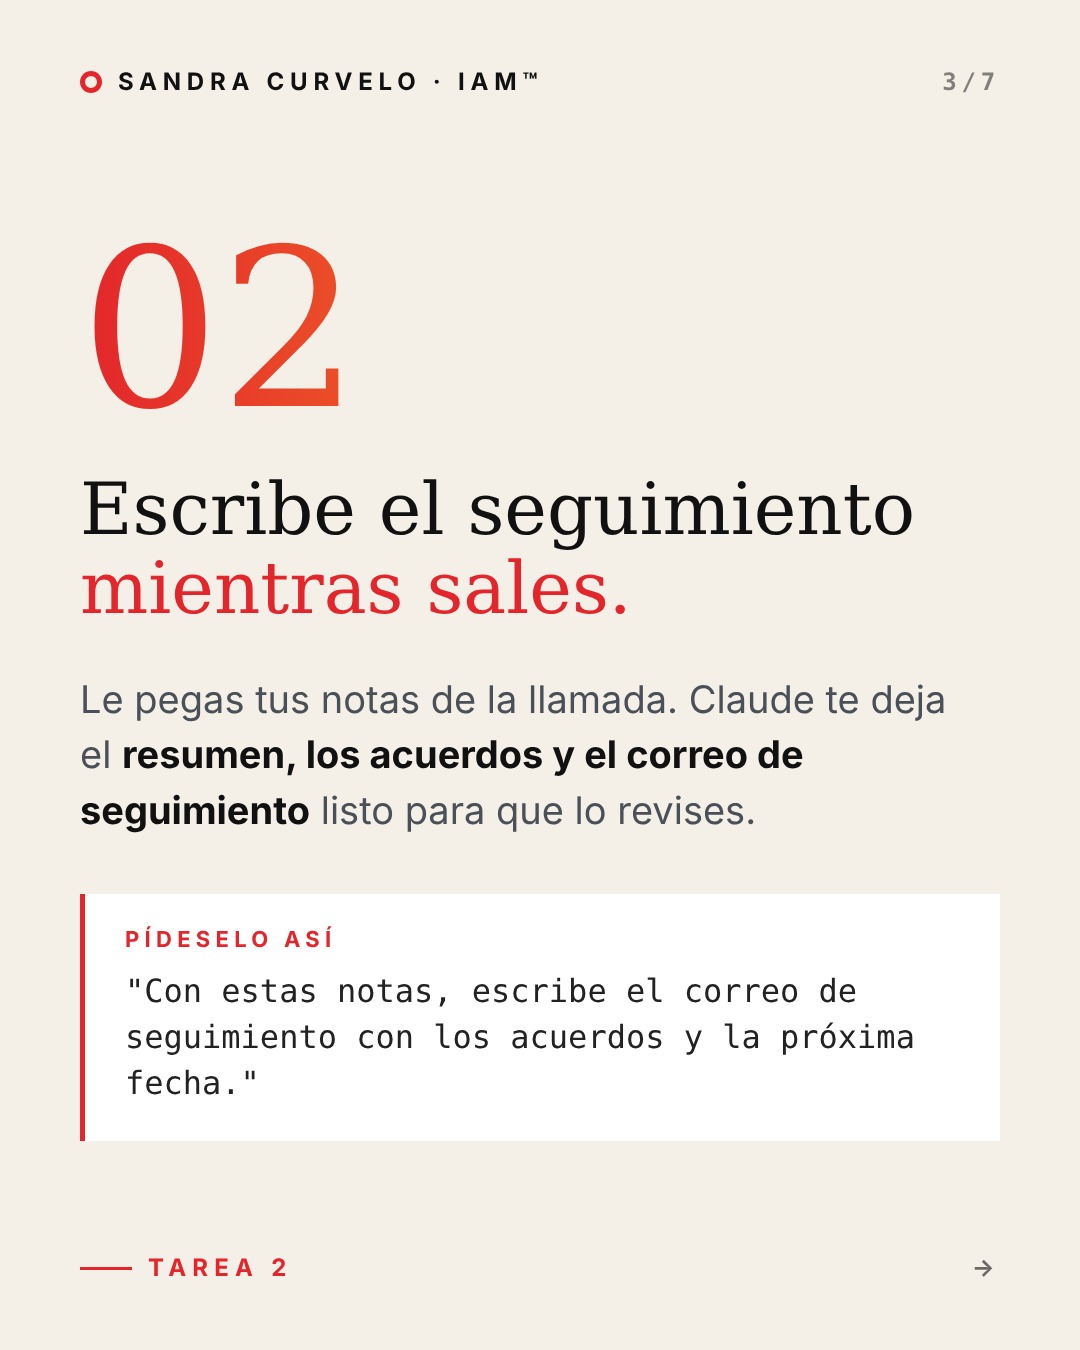 SANDRA CURVELO · IAM™
3/7
02
Escribe el seguimiento
mientras sales.
Le pegas tus notas de la llamada. Claude te deja
el resumen, los acuerdos y el correo de
seguimiento listo para que lo revises.
PÍDESELO ASÍ
"Con estas notas, escribe el correo de
seguimiento con los acuerdos y la próxima
fecha."
TAREA 2
→